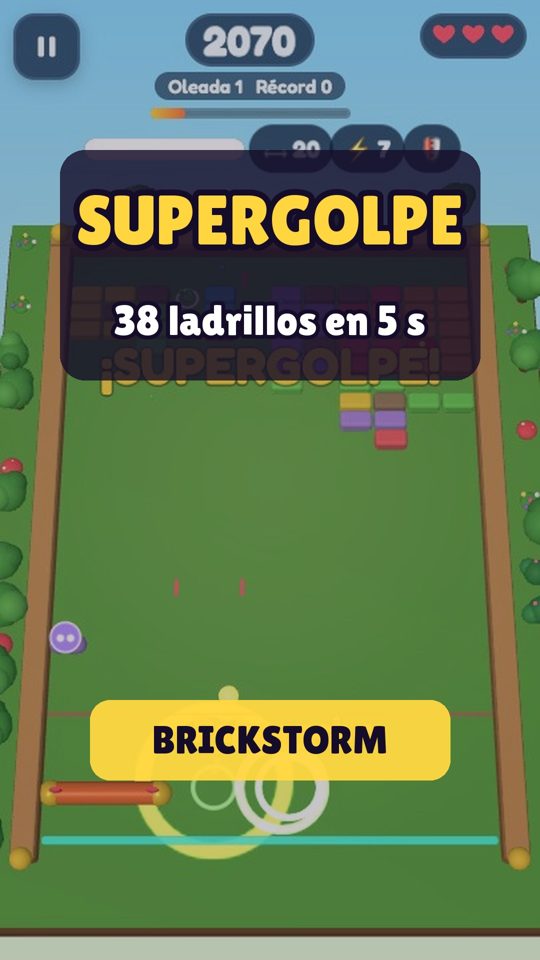 2070
Oleada 1 Récord 0
20
7
SUPERGOLPE
38 ladrillos en 5 s
¡SUPERGOLPE!
BRICKSTORM